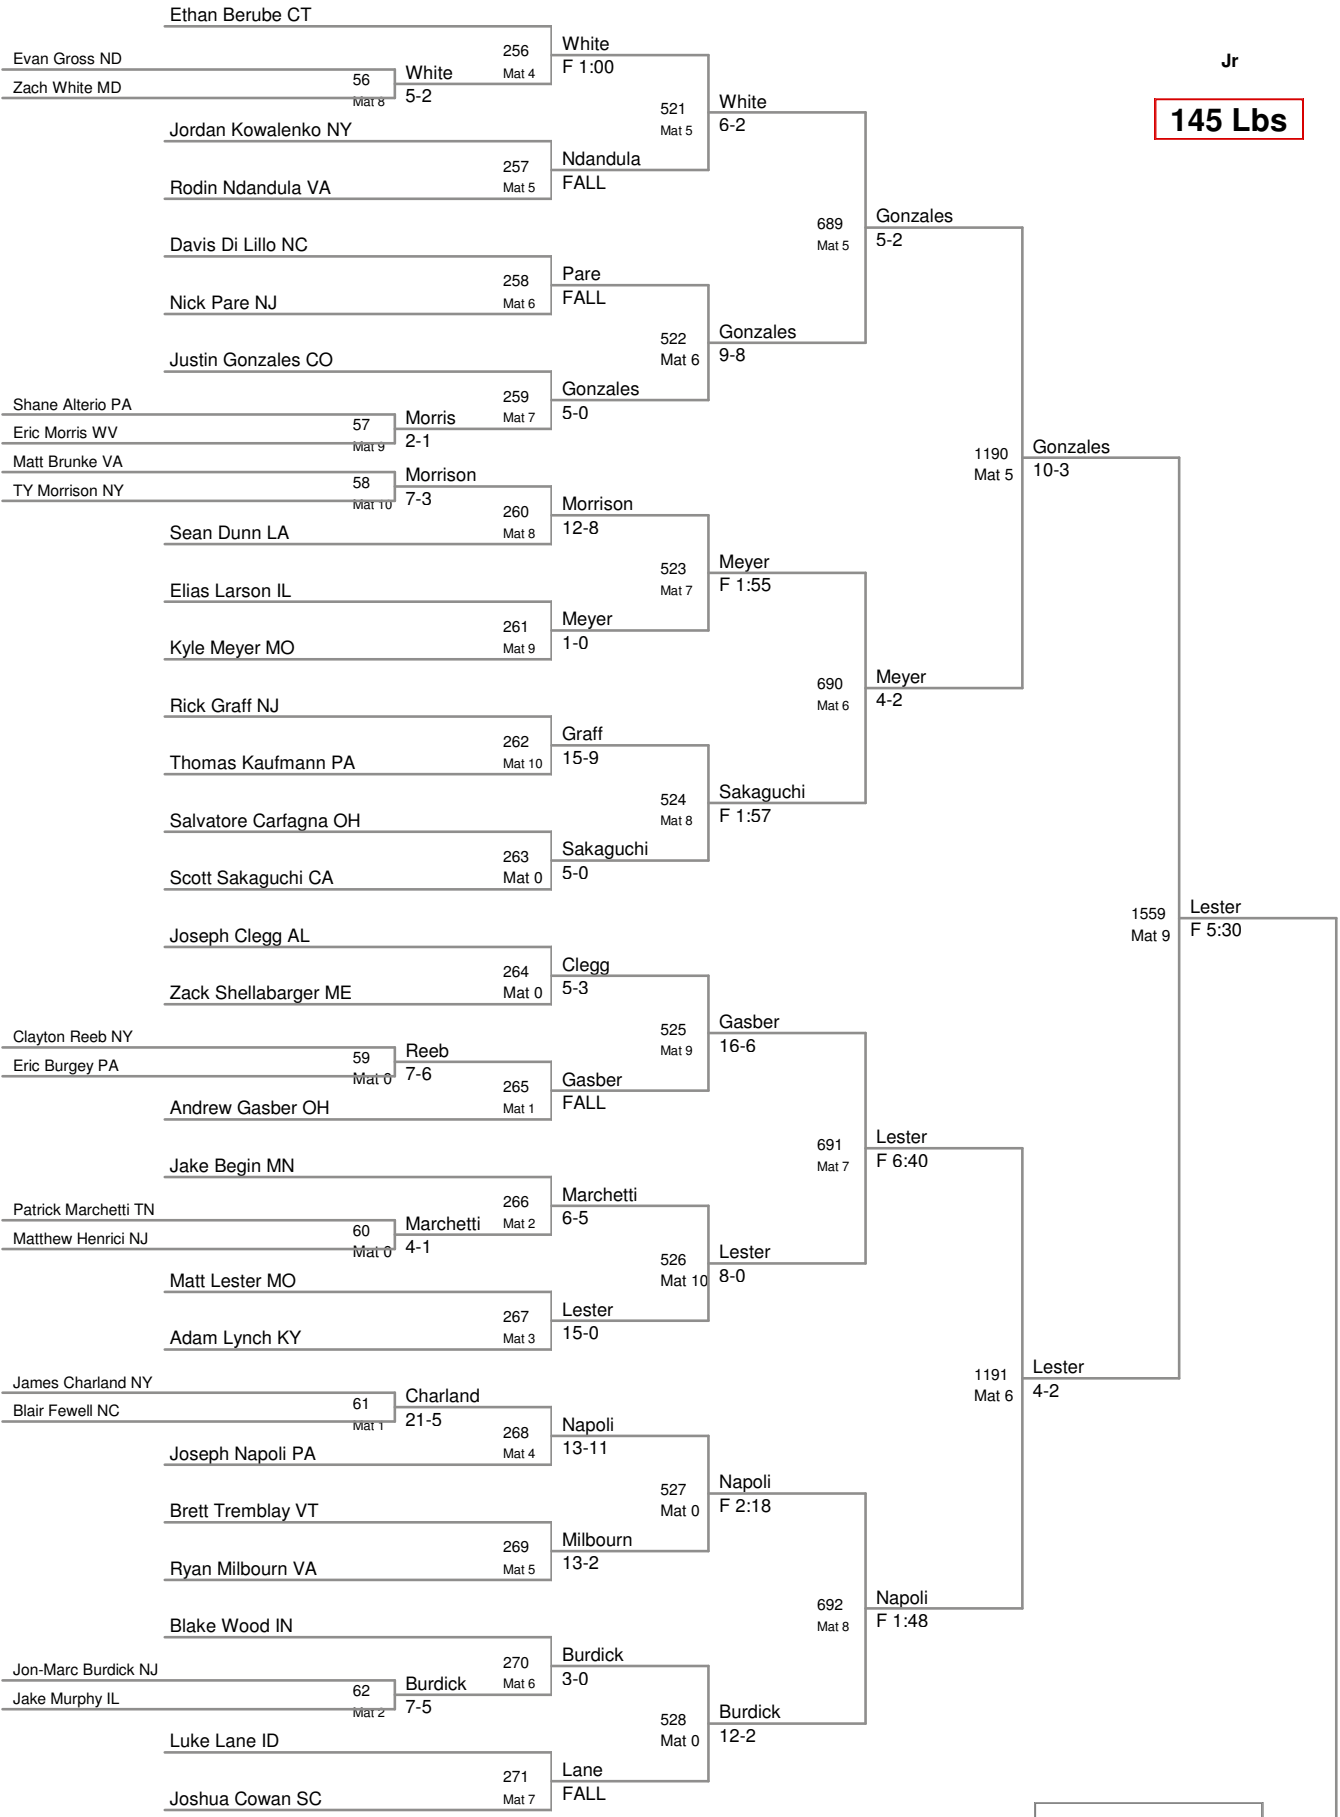 Jr
145 Lbs
Ethan Berube CT
Evan Gross ND
Zach White MD
56
Mat 8
White
5-2
256
Mat 4
White
F 1:00
Jordan Kowalenko NY
Rodin Ndandula VA
257
Mat 5
Ndandula
FALL
521
Mat 5
White
6-2
Davis Di Lillo NC
Nick Pare NJ
258
Mat 6
Pare
FALL
Justin Gonzales CO
Shane Alterio PA
Eric Morris WV
57
Mat 9
Morris
2-1
259
Mat 7
Gonzales
5-0
522
Mat 6
Gonzales
9-8
689
Mat 5
Gonzales
5-2
Matt Brunke VA
TY Morrison NY
58
Mat 10
Morrison
7-3
Sean Dunn LA
260
Mat 8
Morrison
12-8
Elias Larson IL
Kyle Meyer MO
261
Mat 9
Meyer
1-0
523
Mat 7
Meyer
F 1:55
Rick Graff NJ
Thomas Kaufmann PA
262
Mat 10
Graff
15-9
Salvatore Carfagna OH
Scott Sakaguchi CA
263
Mat 0
Sakaguchi
5-0
524
Mat 8
Sakaguchi
F 1:57
690
Mat 6
Meyer
4-2
1190
Mat 5
Gonzales
10-3
Joseph Clegg AL
Zack Shellabarger ME
264
Mat 0
Clegg
5-3
Clayton Reeb NY
Eric Burgey PA
59
Mat 0
Reeb
7-6
Andrew Gasber OH
265
Mat 1
Gasber
FALL
525
Mat 9
Gasber
16-6
Jake Begin MN
Patrick Marchetti TN
Matthew Henrici NJ
60
Mat 0
Marchetti
4-1
266
Mat 2
Marchetti
6-5
Matt Lester MO
Adam Lynch KY
267
Mat 3
Lester
15-0
526
Mat 10
Lester
8-0
691
Mat 7
Lester
F 6:40
James Charland NY
Blair Fewell NC
61
Mat 1
Charland
21-5
Joseph Napoli PA
268
Mat 4
Napoli
13-11
Brett Tremblay VT
Ryan Milbourn VA
269
Mat 5
Milbourn
13-2
527
Mat 0
Napoli
F 2:18
Blake Wood IN
Jon-Marc Burdick NJ
Jake Murphy IL
62
Mat 2
Burdick
7-5
270
Mat 6
Burdick
3-0
Luke Lane ID
Joshua Cowan SC
271
Mat 7
Lane
FALL
528
Mat 0
Burdick
12-2
692
Mat 8
Napoli
F 1:48
1191
Mat 6
Lester
4-2
1559
Mat 9
Lester
F 5:30